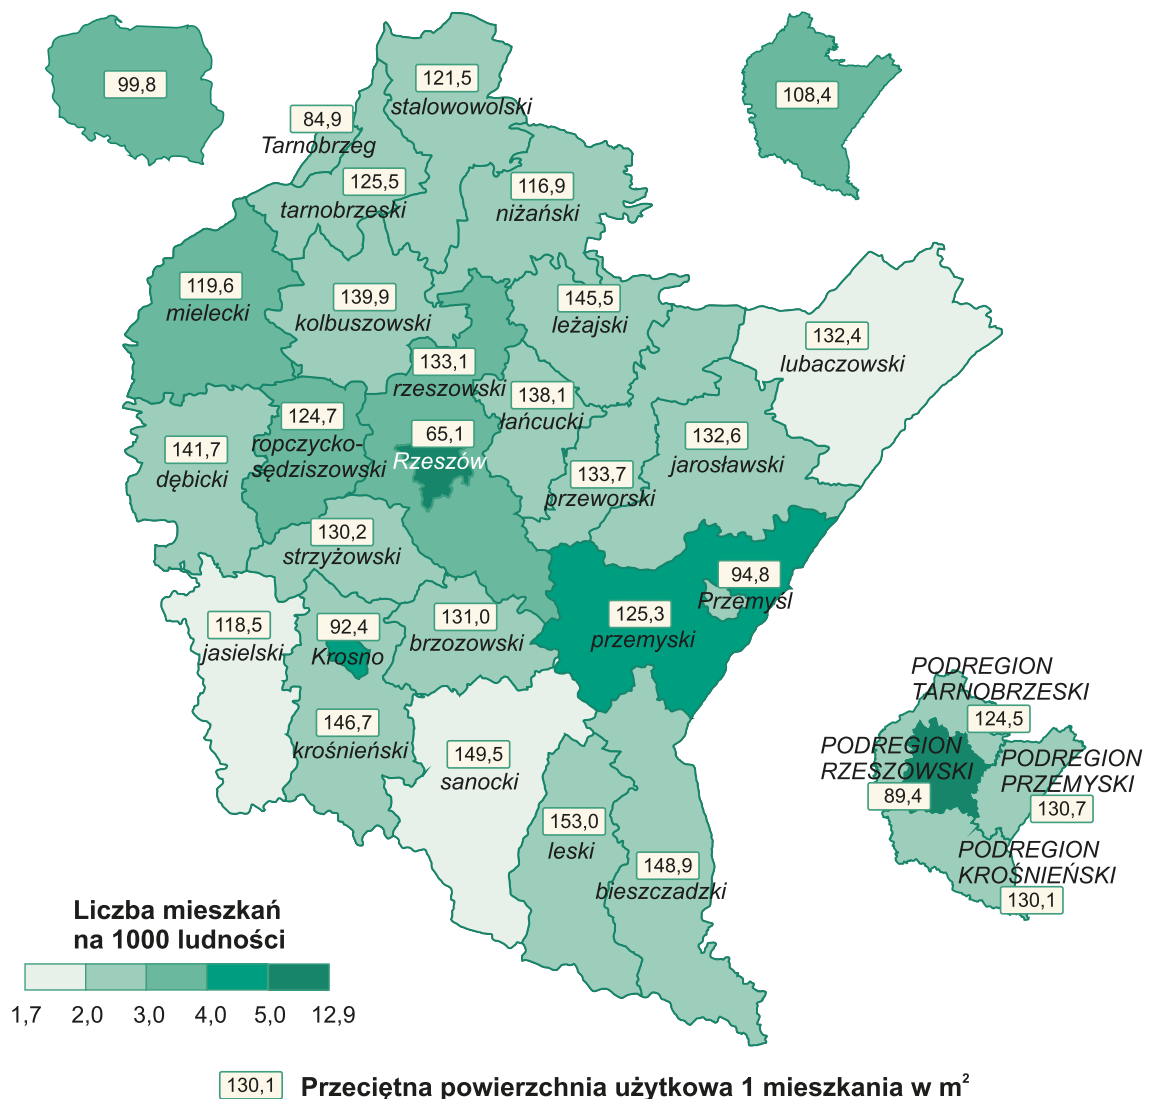 99,8
121,5
stalowowolski
108,4
84,9
Tarnobrzeg
125,5
tarnobrzeski
116,9
niżański
119,6
mielecki
139,9
kolbuszowski
145,5
leżajski
132,4
lubaczowski
133,1
rzeszowski
138,1
łańcucki
124,7
ropczycko-
sędziszowski
65,1
Rzeszów
141,7
dębicki
132,6
jarosławski
133,7
przeworski
130,2
strzyżowski
94,8
Przemyśl
125,3
przemyski
118,5
jasielski
92,4
Krosno
131,0
brzozowski
146,7
krośnieński
149,5
sanocki
153,0
leski
148,9
bieszczadzki
PODREGION
TARNOBRZESKI
124,5
PODREGION
RZESZOWSKI
89,4
PODREGION
PRZEMYSKI
130,7
PODREGION
KROŚNIEŃSKI
130,1
Liczba mieszkań
na 1000 ludności
1,7 2,0 3,0 4,0 5,0 12,9
130,1 Przeciętna powierzchnia użytkowa 1 mieszkania w m²